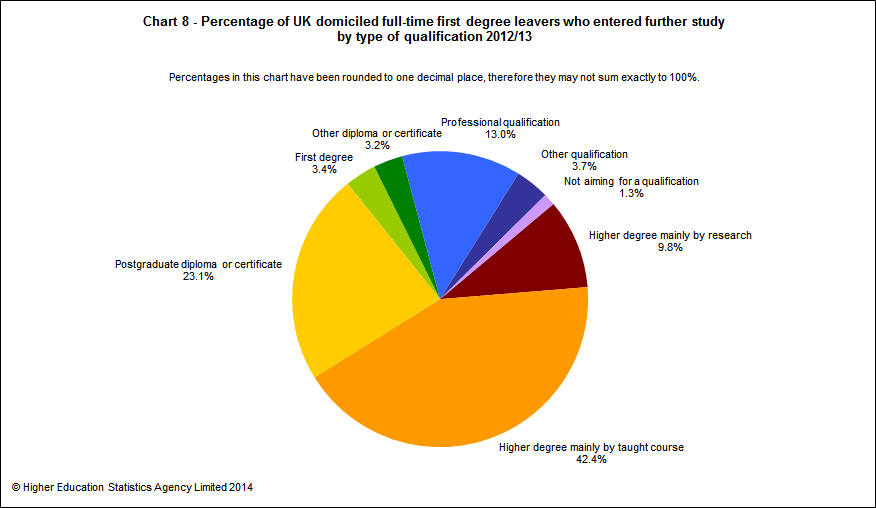 Chart 8 - Percentage of UK domiciled full-time first degree leavers who entered further study
by type of qualification 2012/13
Percentages in this chart have been rounded to one decimal place, therefore they may not sum exactly to 100%.
Professional qualification
13.0%
Other diploma or certificate
3.2%
Other qualification
3.7%
First degree
3.4%
Not aiming for a qualification
1.3%
Higher degree mainly by research
9.8%
Postgraduate diploma or certificate
23.1%
Higher degree mainly by taught course
42.4%
© Higher Education Statistics Agency Limited 2014